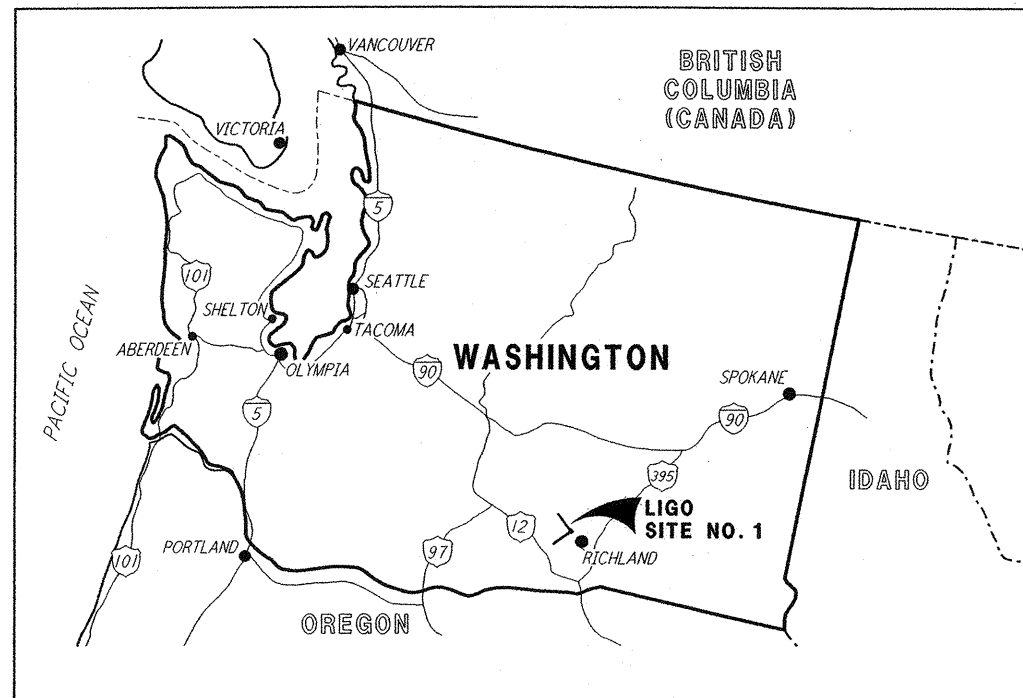 VANCOUVER
BRITISH
COLUMBIA
(CANADA)
VICTORIA
5
101
SEATTLE
SHELTON
TACOMA
ABERDEEN
OLYMPIA
PACIFIC OCEAN
90
WASHINGTON
SPOKANE
5
90
395
IDAHO
LIGO
SITE NO. 1
12
RICHLAND
97
PORTLAND
101
OREGON